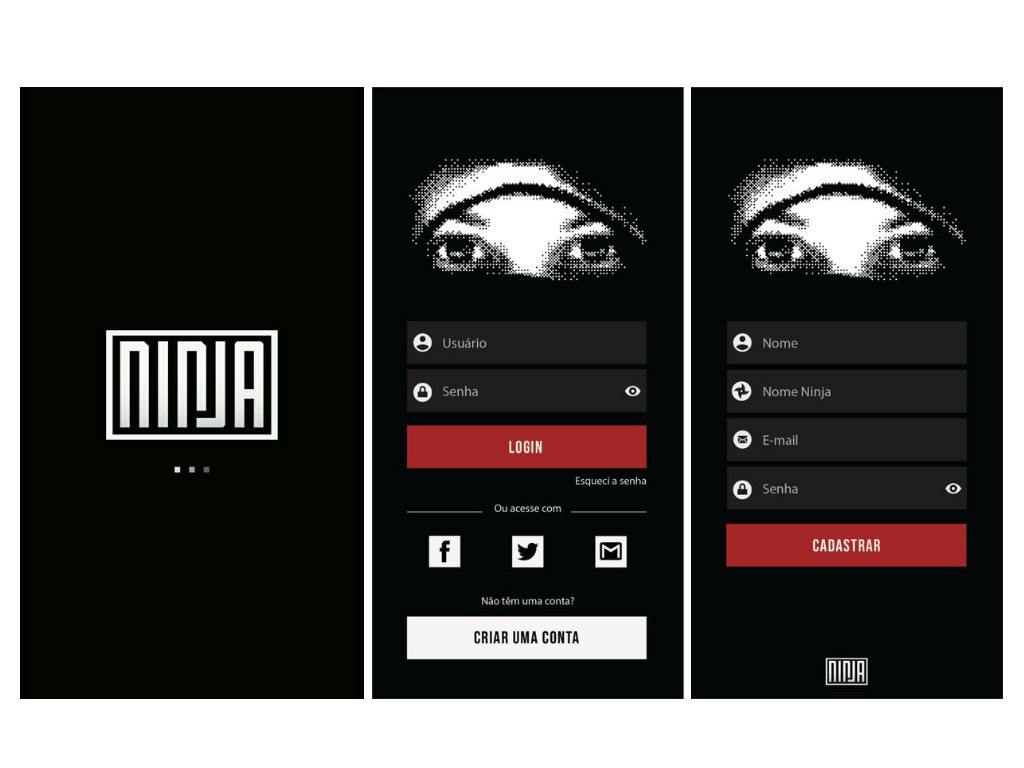 NINJA
Usuário
Senha
LOGIN
Esqueci a senha
Ou acesse com
f
M
Não têm uma conta?
CRIAR UMA CONTA
Nome
Nome Ninja
E-mail
Senha
CADASTRAR
NINJA